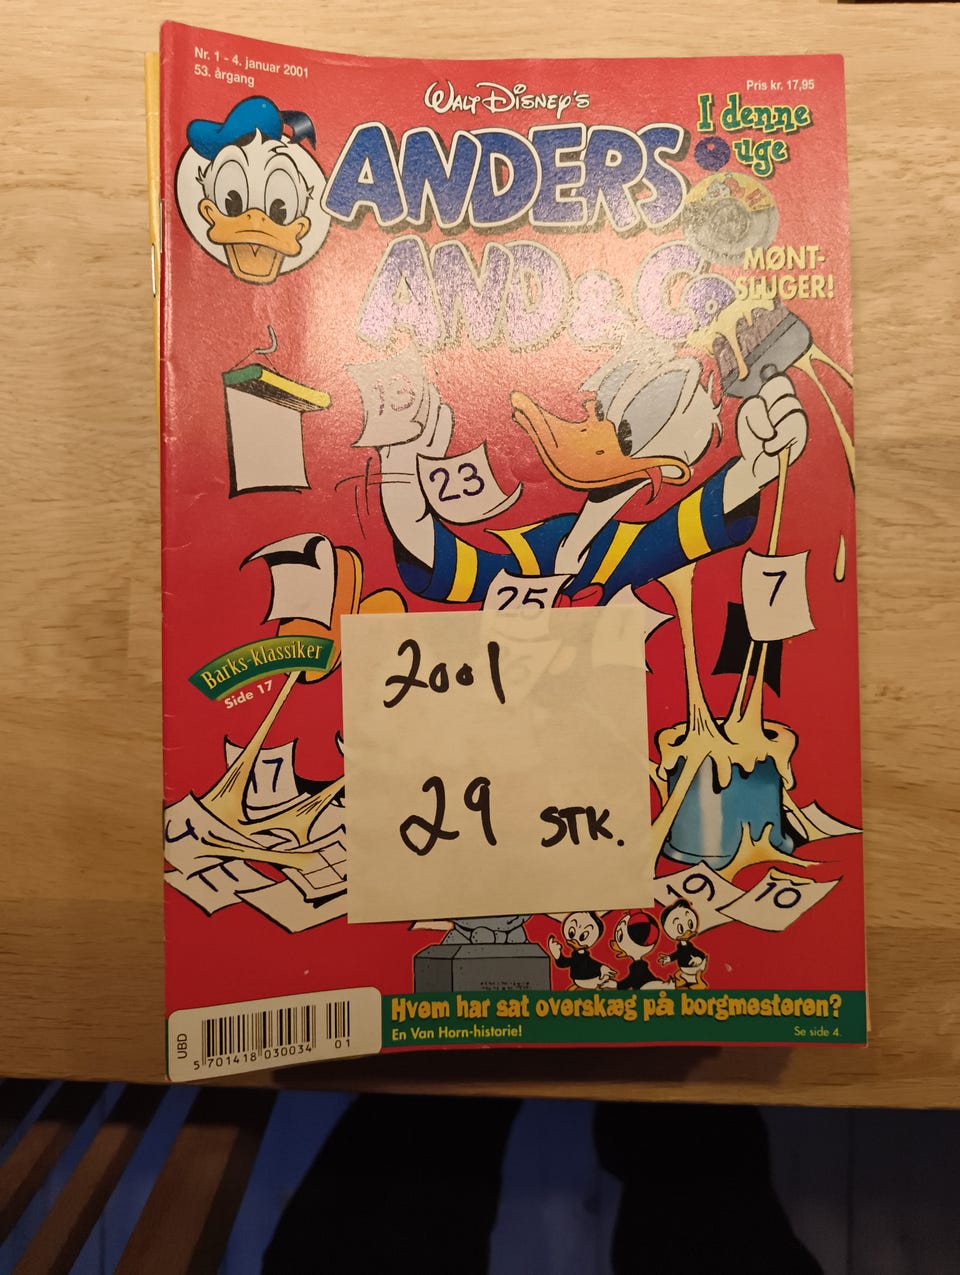 Nr. 1 - 4. januar 2001
53. årgang
Pris kr. 17,95
WALT DISNEY'S
ANDERS
AND & Co
I denne
uge
MØNT-
SLUGER!
23
25
7
Barks-klassiker
Side 17
2001
29 STK.
17
19
10
Hvem har sat overskæg på borgmesteren?
En Van Horn-historie!
Se side 4.
UBD
5 701418 030034
01